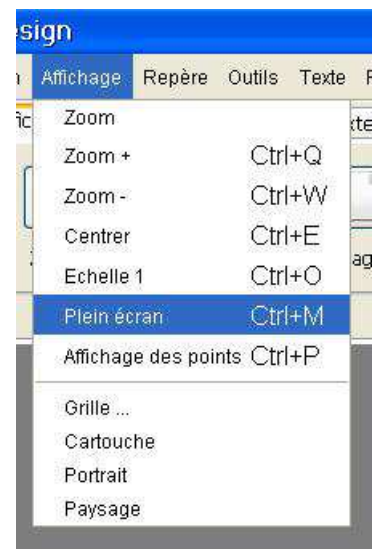 sign
Affichage Repère Outils Texte
Zoom
Zoom + Ctrl+Q
Zoom - Ctrl+W
Centrer Ctrl+E
Echelle 1 Ctrl+O
Plein écran Ctrl+M
Affichage des points Ctrl+P
Grille ...
Cartouche
Portrait
Paysage